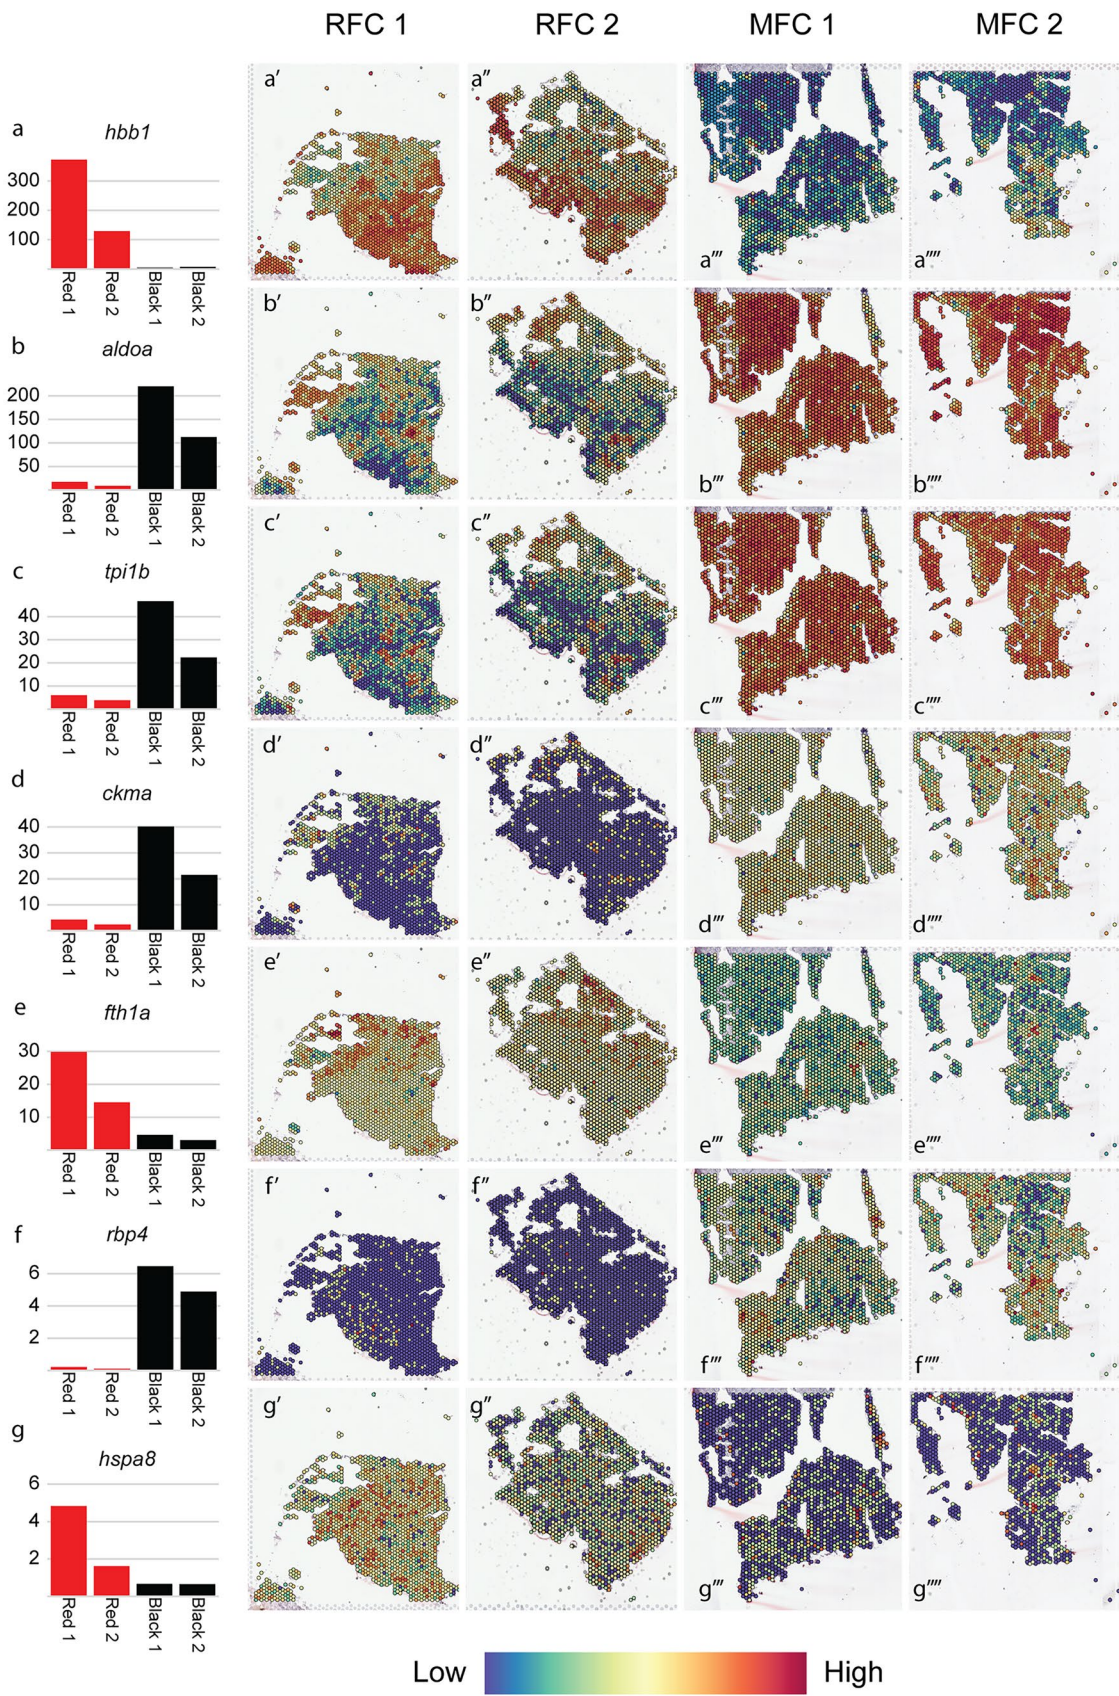 RFC 1 RFC 2 MFC 1 MFC 2
a
hbb1
300
200
100
Red 1 Red 2 Black 1 Black 2
a′ a″ a‴ a⁗
b
aldoa
200
150
100
50
Red 1 Red 2 Black 1 Black 2
b′ b″ b‴ b⁗
c
tpi1b
40
30
20
10
Red 1 Red 2 Black 1 Black 2
c′ c″ c‴ c⁗
d
ckma
40
30
20
10
Red 1 Red 2 Black 1 Black 2
d′ d″ d‴ d⁗
e
fth1a
30
20
10
Red 1 Red 2 Black 1 Black 2
e′ e″ e‴ e⁗
f
rbp4
6
4
2
Red 1 Red 2 Black 1 Black 2
f′ f″ f‴ f⁗
g
hspa8
6
4
2
Red 1 Red 2 Black 1 Black 2
g′ g″ g‴ g⁗
Low High